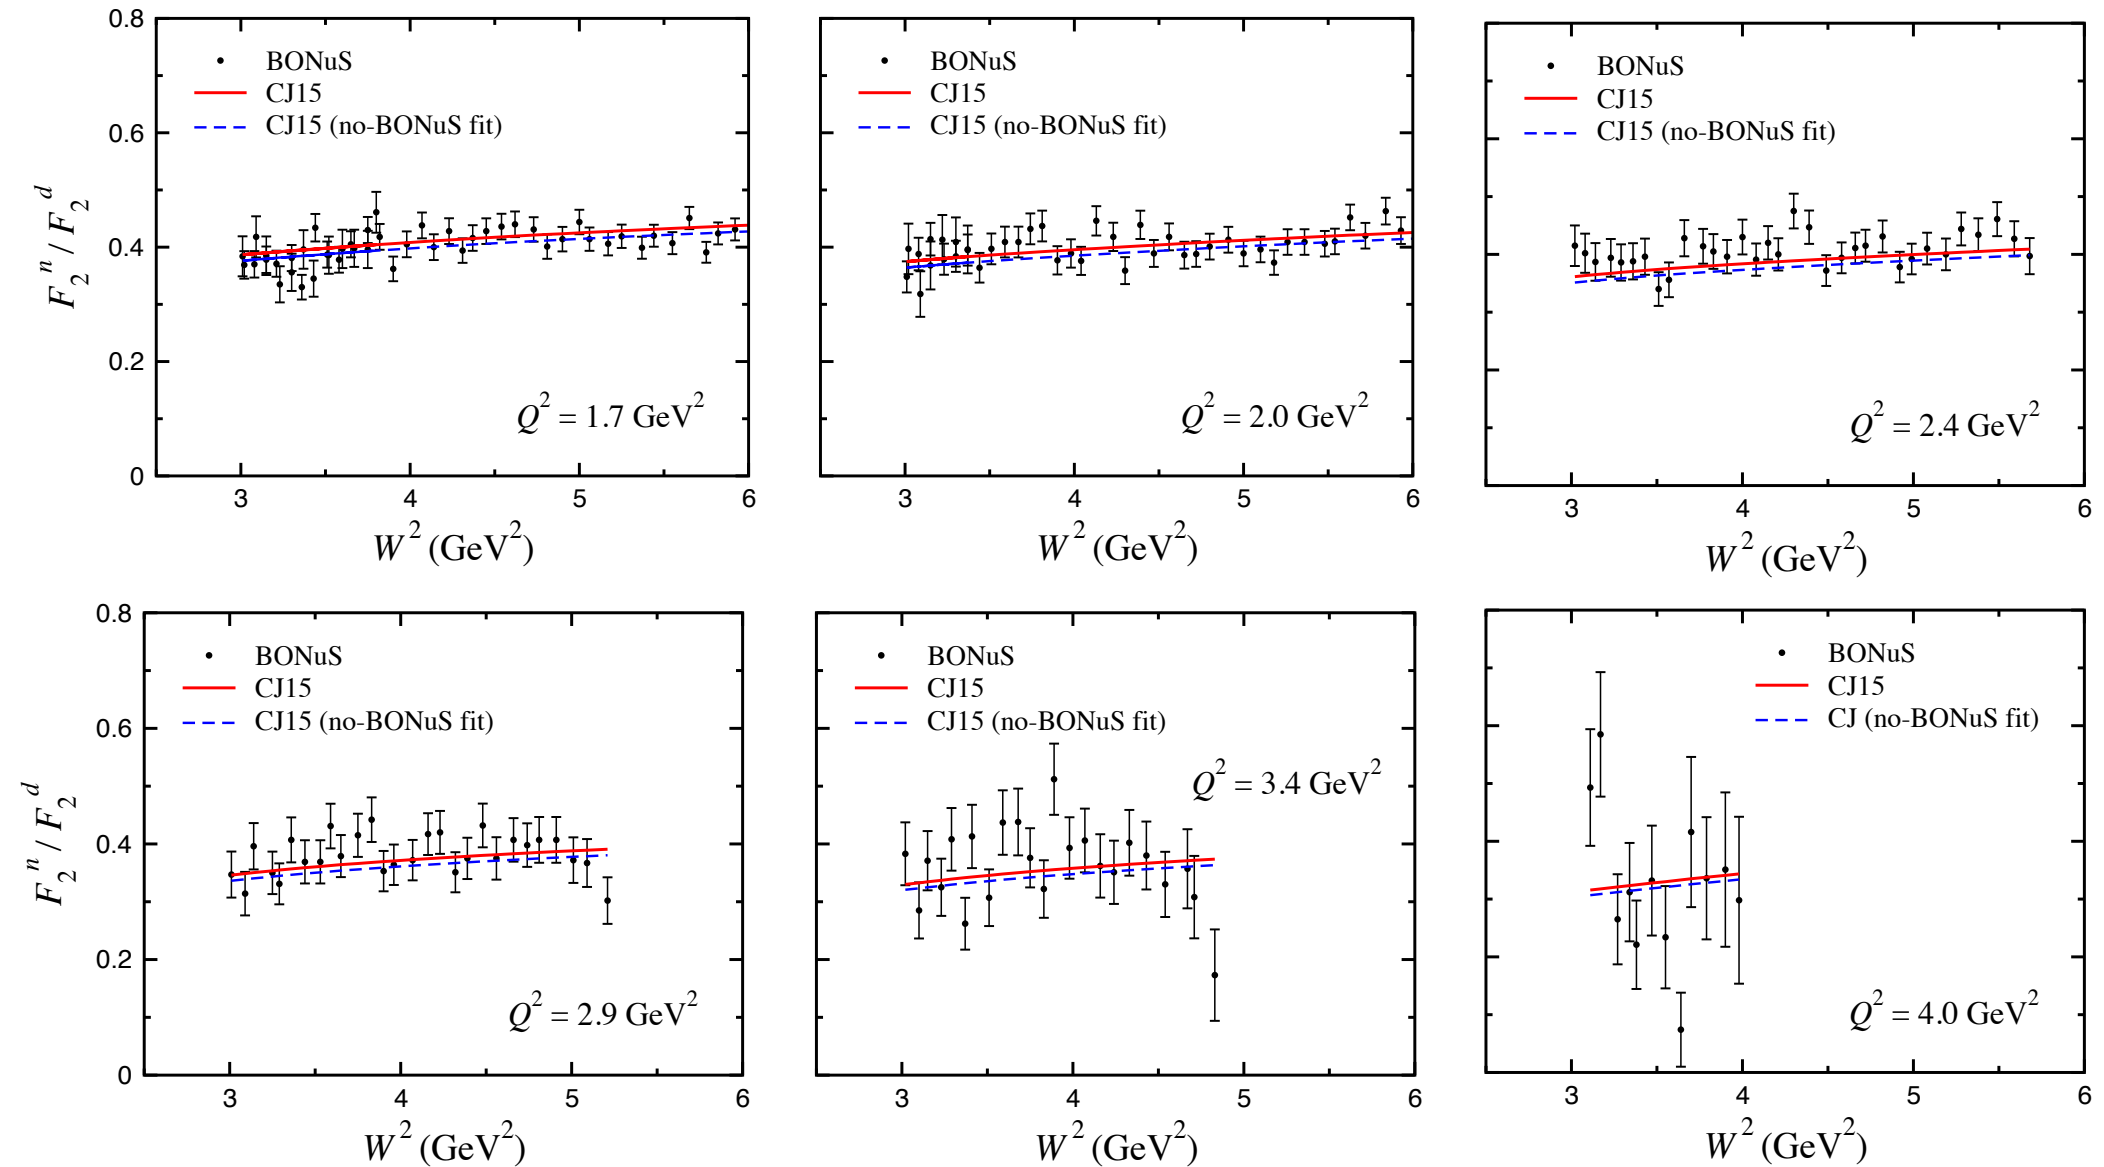 0.8
0.6
0.4
0.2
0
F₂ⁿ / F₂ᵈ
BONuS
CJ15
CJ15 (no-BONuS fit)
Q² = 1.7 GeV²
3 4 5 6
W² (GeV²)
BONuS
CJ15
CJ15 (no-BONuS fit)
Q² = 2.0 GeV²
3 4 5 6
W² (GeV²)
BONuS
CJ15
CJ15 (no-BONuS fit)
Q² = 2.4 GeV²
3 4 5 6
W² (GeV²)
0.8
0.6
0.4
0.2
0
F₂ⁿ / F₂ᵈ
BONuS
CJ15
CJ15 (no-BONuS fit)
Q² = 2.9 GeV²
3 4 5 6
W² (GeV²)
BONuS
CJ15
CJ15 (no-BONuS fit)
Q² = 3.4 GeV²
3 4 5 6
W² (GeV²)
BONuS
CJ15
CJ (no-BONuS fit)
Q² = 4.0 GeV²
3 4 5 6
W² (GeV²)